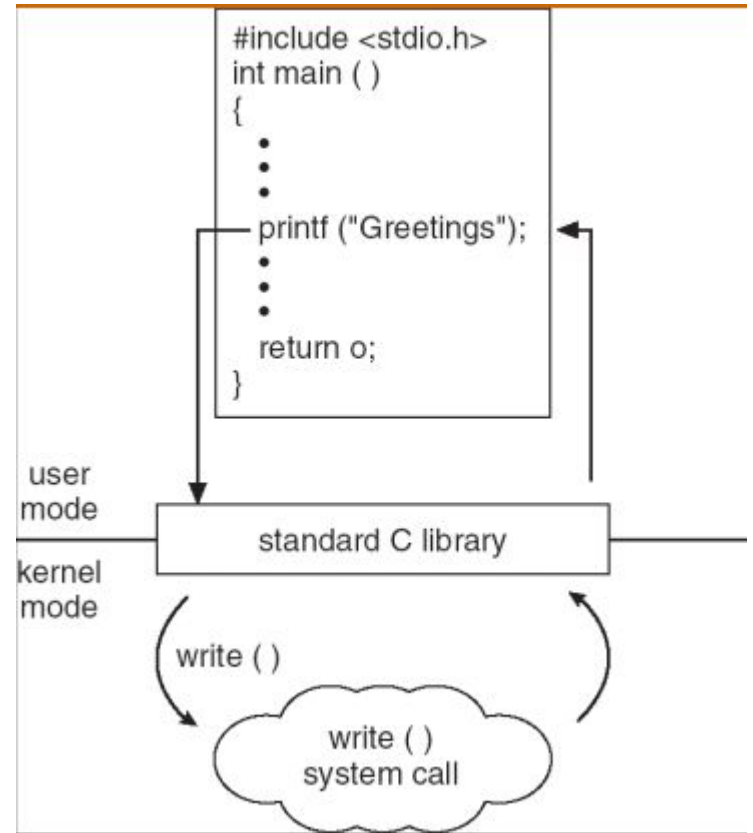 #include <stdio.h>
int main ( )
{
•
•
•
printf ("Greetings");
•
•
•
return o;
}
user
mode
standard C library
kernel
mode
write ( )
write ( )
system call